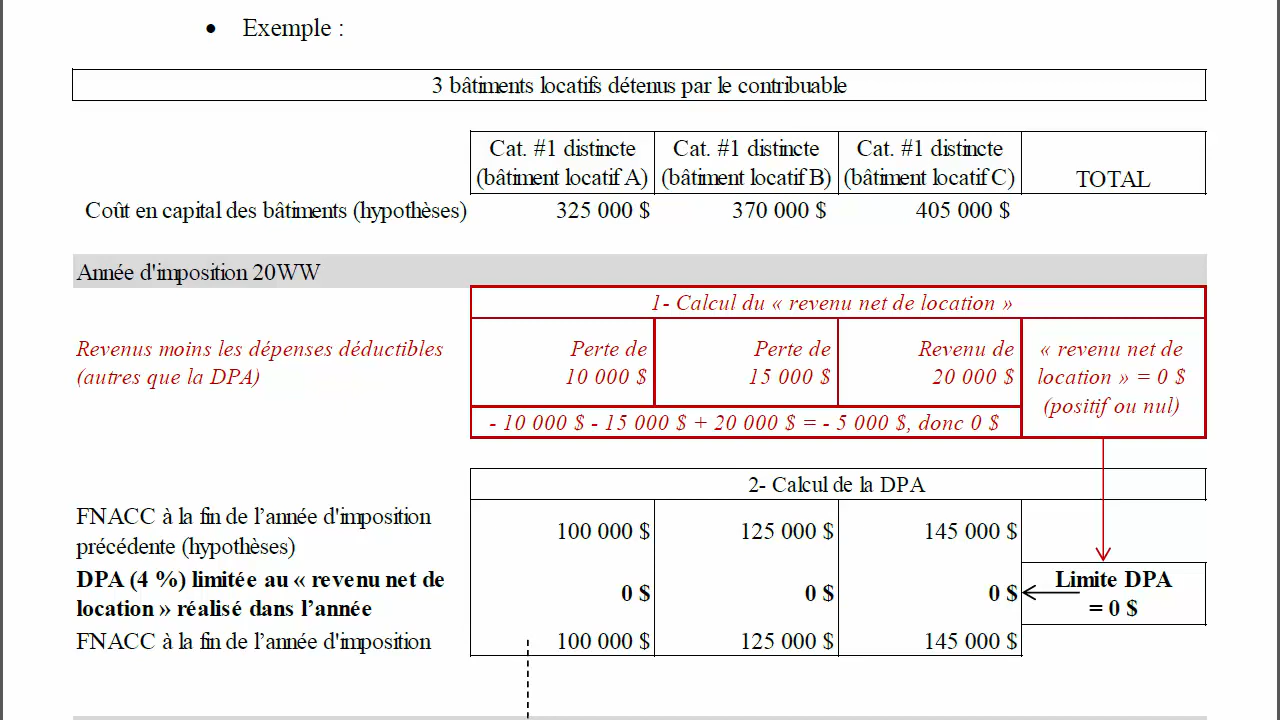 • Exemple :
3 bâtiments locatifs détenus par le contribuable
Cat. #1 distincte (bâtiment locatif A)
Cat. #1 distincte (bâtiment locatif B)
Cat. #1 distincte (bâtiment locatif C)
TOTAL
Coût en capital des bâtiments (hypothèses) 325 000 $ 370 000 $ 405 000 $
Année d'imposition 20WW
1- Calcul du « revenu net de location »
Revenus moins les dépenses déductibles
(autres que la DPA)
Perte de
10 000 $
Perte de
15 000 $
Revenu de
20 000 $
« revenu net de
location » = 0 $
(positif ou nul)
- 10 000 $ - 15 000 $ + 20 000 $ = - 5 000 $, donc 0 $
2- Calcul de la DPA
FNACC à la fin de l’année d'imposition
précédente (hypothèses)
100 000 $ 125 000 $ 145 000 $
DPA (4 %) limitée au « revenu net de
location » réalisé dans l’année
0 $ 0 $ 0 $
Limite DPA
= 0 $
FNACC à la fin de l’année d'imposition 100 000 $ 125 000 $ 145 000 $